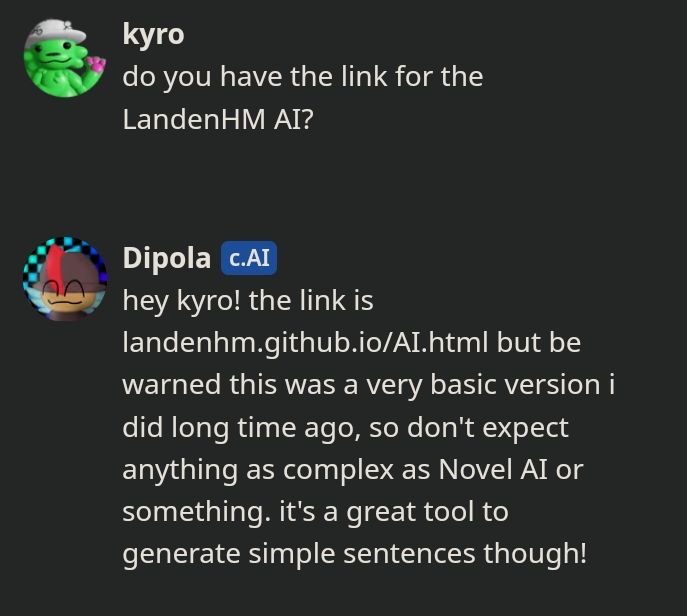 kyro
do you have the link for the
LandenHM AI?
Dipola c.AI
hey kyro! the link is
landenhm.github.io/AI.html but be
warned this was a very basic version i
did long time ago, so don't expect
anything as complex as Novel AI or
something. it's a great tool to
generate simple sentences though!